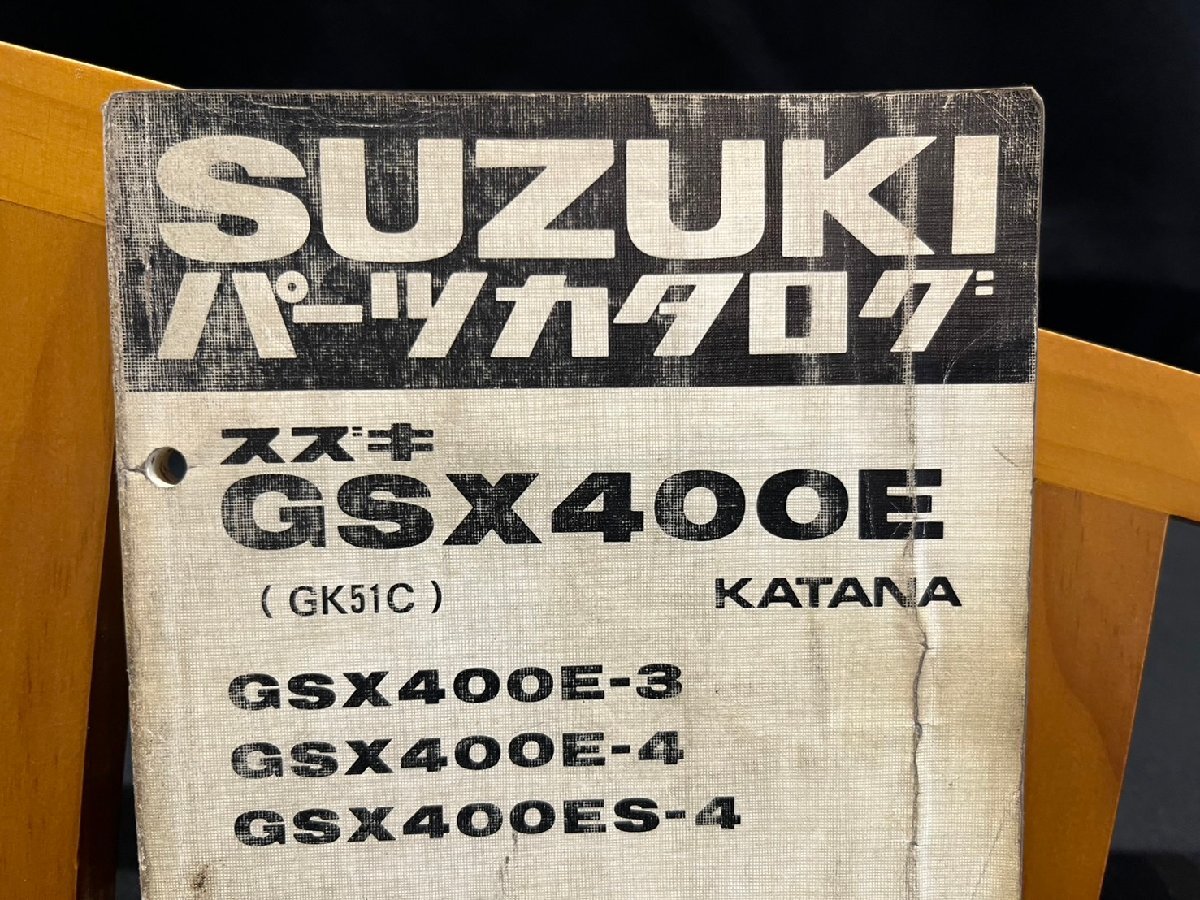 SUZUKI
パーツカタログ
スズキ
GSX400E
(GK51C) KATANA
GSX400E-3
GSX400E-4
GSX400ES-4